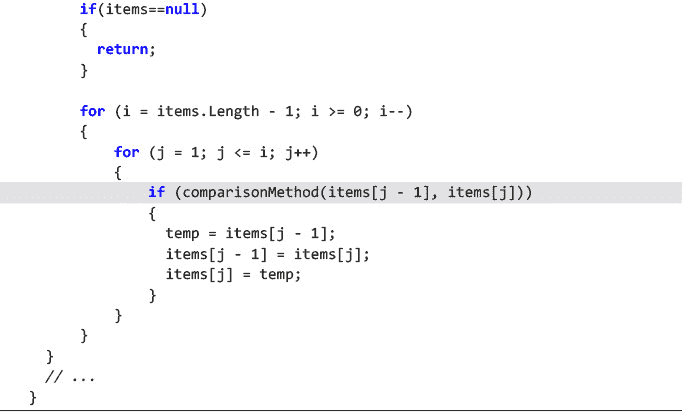 if(items==null)
{
return;
}
for (i = items.Length - 1; i >= 0; i--)
{
for (j = 1; j <= i; j++)
{
if (comparisonMethod(items[j - 1], items[j]))
{
temp = items[j - 1];
items[j - 1] = items[j];
items[j] = temp;
}
}
}
}
// ...
}